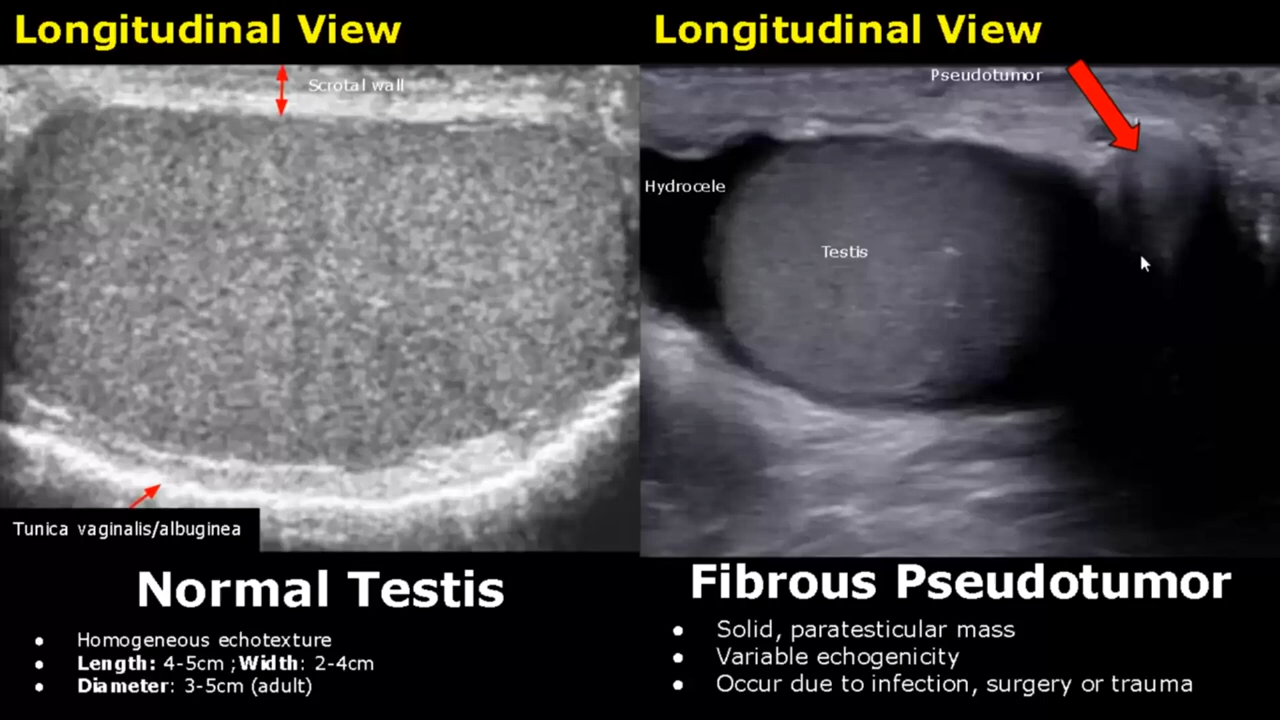 Longitudinal View
Scrotal wall
Tunica vaginalis/albuginea
Normal Testis
• Homogeneous echotexture
• Length: 4-5cm ;Width: 2-4cm
• Diameter: 3-5cm (adult)
Longitudinal View
Pseudotumor
Hydrocele
Testis
Fibrous Pseudotumor
• Solid, paratesticular mass
• Variable echogenicity
• Occur due to infection, surgery or trauma